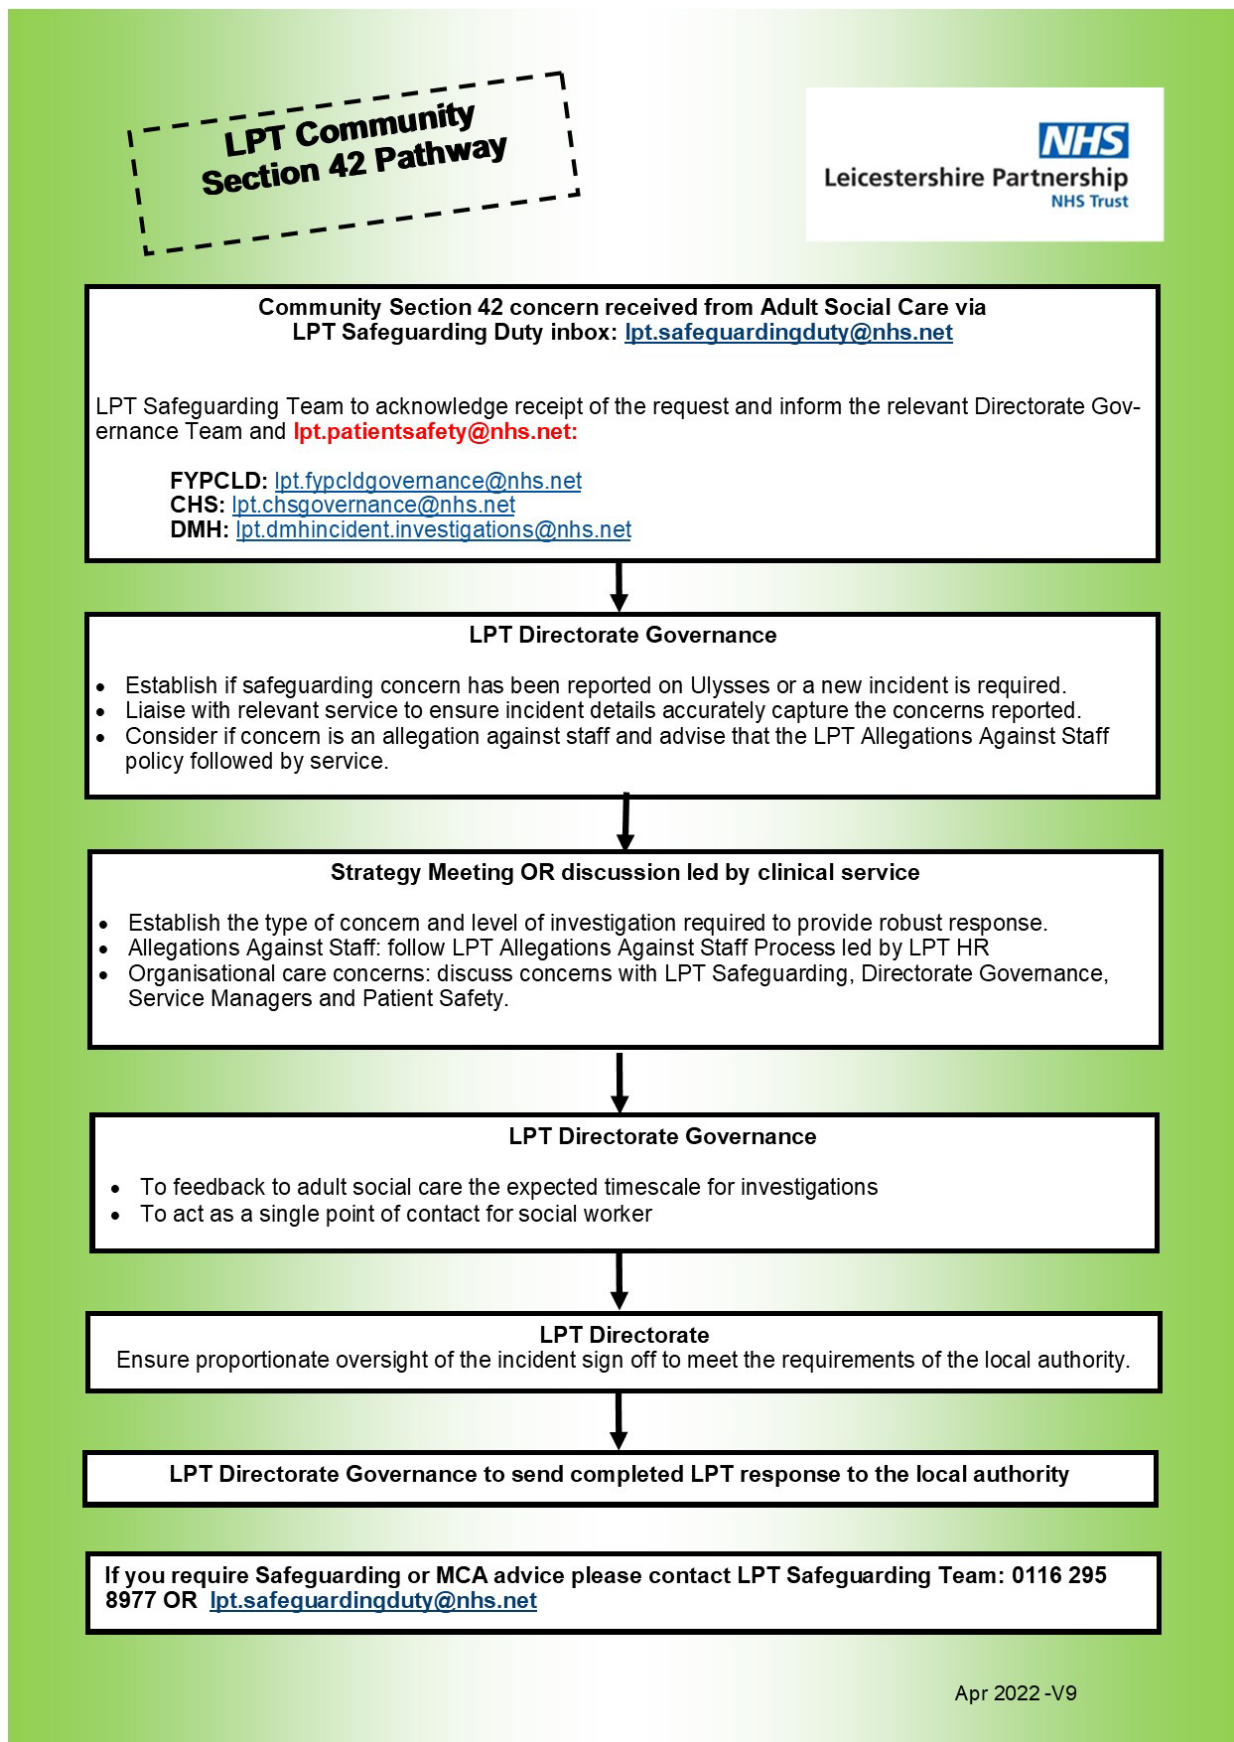 LPT Community
Section 42 Pathway
NHS
Leicestershire Partnership
NHS Trust
Community Section 42 concern received from Adult Social Care via
LPT Safeguarding Duty inbox: lpt.safeguardingduty@nhs.net
LPT Safeguarding Team to acknowledge receipt of the request and inform the relevant Directorate Gov-
ernance Team and lpt.patientsafety@nhs.net:
FYPCLD: lpt.fypcldgovernance@nhs.net
CHS: lpt.chsgovernance@nhs.net
DMH: lpt.dmhincident.investigations@nhs.net
LPT Directorate Governance
• Establish if safeguarding concern has been reported on Ulysses or a new incident is required.
• Liaise with relevant service to ensure incident details accurately capture the concerns reported.
• Consider if concern is an allegation against staff and advise that the LPT Allegations Against Staff
policy followed by service.
Strategy Meeting OR discussion led by clinical service
• Establish the type of concern and level of investigation required to provide robust response.
• Allegations Against Staff: follow LPT Allegations Against Staff Process led by LPT HR
• Organisational care concerns: discuss concerns with LPT Safeguarding, Directorate Governance,
Service Managers and Patient Safety.
LPT Directorate Governance
• To feedback to adult social care the expected timescale for investigations
• To act as a single point of contact for social worker
LPT Directorate
Ensure proportionate oversight of the incident sign off to meet the requirements of the local authority.
LPT Directorate Governance to send completed LPT response to the local authority
If you require Safeguarding or MCA advice please contact LPT Safeguarding Team: 0116 295
8977 OR lpt.safeguardingduty@nhs.net
Apr 2022 -V9